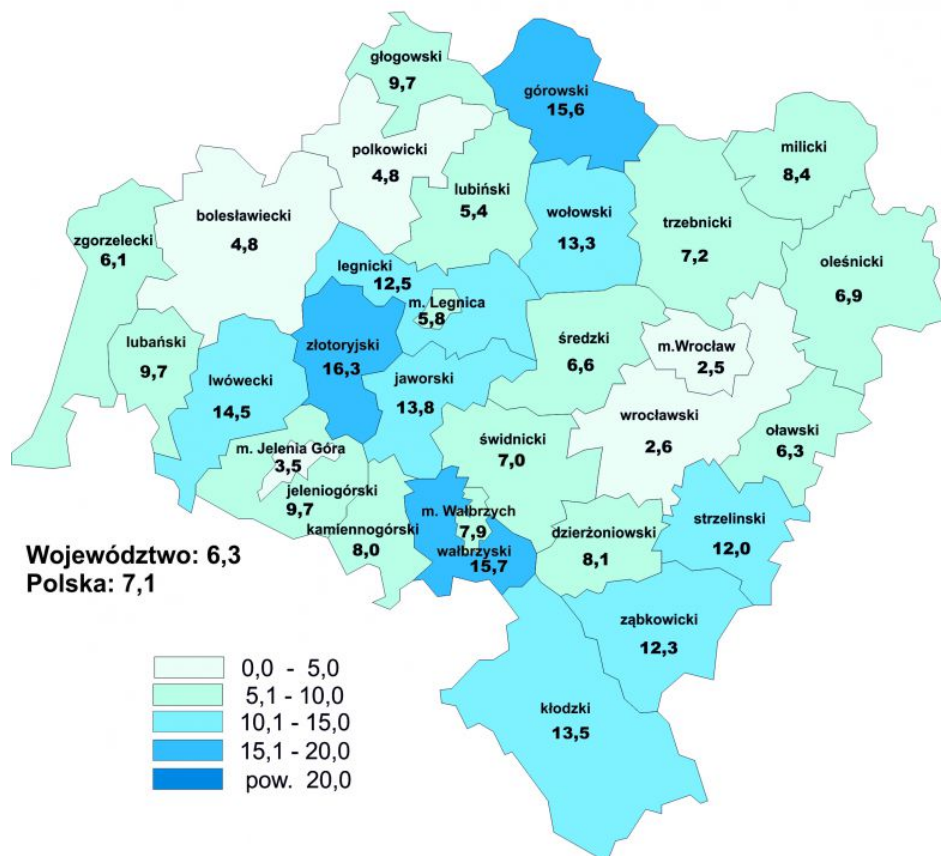 głogowski
9,7
górowski
15,6
polkowicki
4,8
milicki
8,4
lubiński
5,4
wołowski
13,3
trzebnicki
7,2
bolesławiecki
4,8
zgorzelecki
6,1
legnicki
12,5
oleśnicki
6,9
m. Legnica
5,8
lubański
9,7
złotoryjski
16,3
średzki
6,6
m.Wrocław
2,5
lwówecki
14,5
jaworski
13,8
wrocławski
2,6
oławski
6,3
m. Jelenia Góra
3,5
świdnicki
7,0
jeleniogórski
9,7
m. Wałbrzych
7,9
strzelinski
12,0
kamiennogórski
8,0
dzierżoniowski
8,1
wałbrzyski
15,7
Województwo: 6,3
Polska: 7,1
ząbkowicki
12,3
kłodzki
13,5
0,0 - 5,0
5,1 - 10,0
10,1 - 15,0
15,1 - 20,0
pow. 20,0